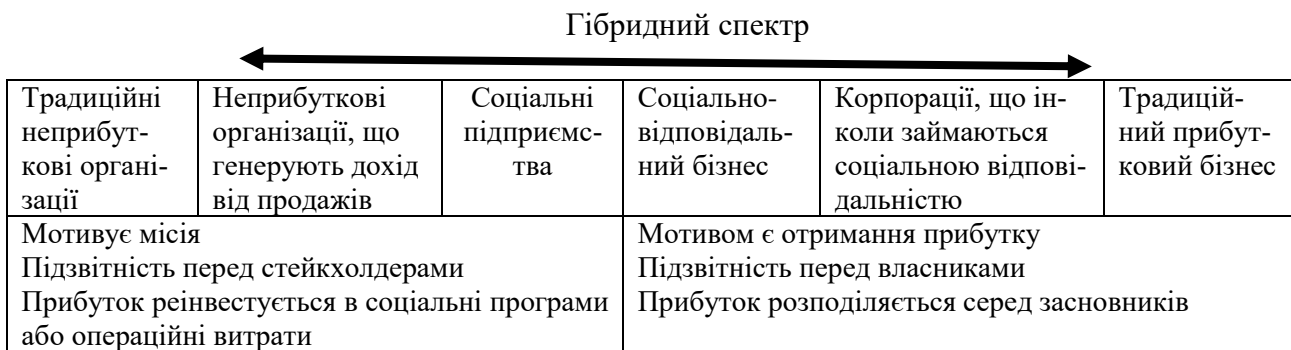 Гібридний спектр
Традиційні
неприбут-
кові органі-
зації
Неприбуткові
організації, що
генерують дохід
від продажів
Соціальні
підприємс-
тва
Соціально-
відповідаль-
ний бізнес
Корпорації, що ін-
коли займаються
соціальною відпові-
дальністю
Традицій-
ний прибут-
ковий бізнес
Мотивує місія
Підзвітність перед стейкхолдерами
Прибуток реінвестується в соціальні програми
або операційні витрати
Мотивом є отримання прибутку
Підзвітність перед власниками
Прибуток розподіляється серед засновників